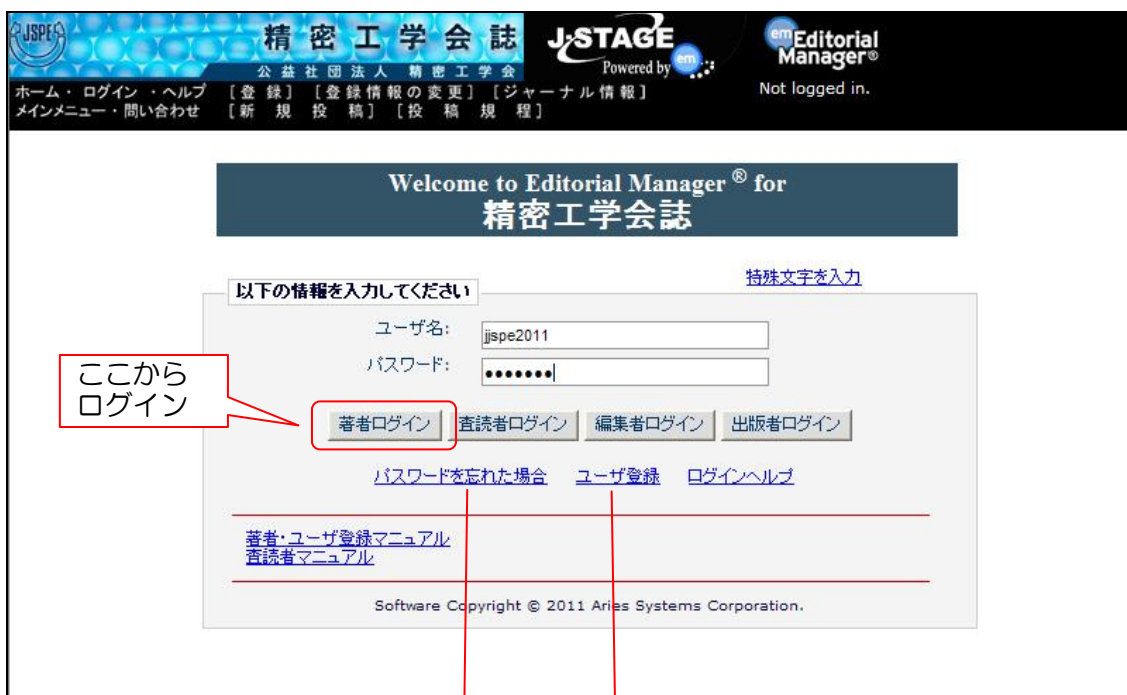 JSPE
精密工学会誌
公益社団法人 精密工学会
J-STAGE
Powered by em
em Editorial Manager®
Not logged in.
ホーム・ ログイン ・ヘルプ [登 録] [登録情報の変更] [ジャーナル情報]
メインメニュー・問い合わせ [新 規 投 稿] [投 稿 規 程]
Welcome to Editorial Manager ® for
精密工学会誌
特殊文字を入力
以下の情報を入力してください
ユーザ名: jjspe2011
パスワード: •••••••
ここから
ログイン
著者ログイン 査読者ログイン 編集者ログイン 出版者ログイン
パスワードを忘れた場合 ユーザ登録 ログインヘルプ
著者・ユーザ登録マニュアル
査読者マニュアル
Software Copyright © 2011 Aries Systems Corporation.